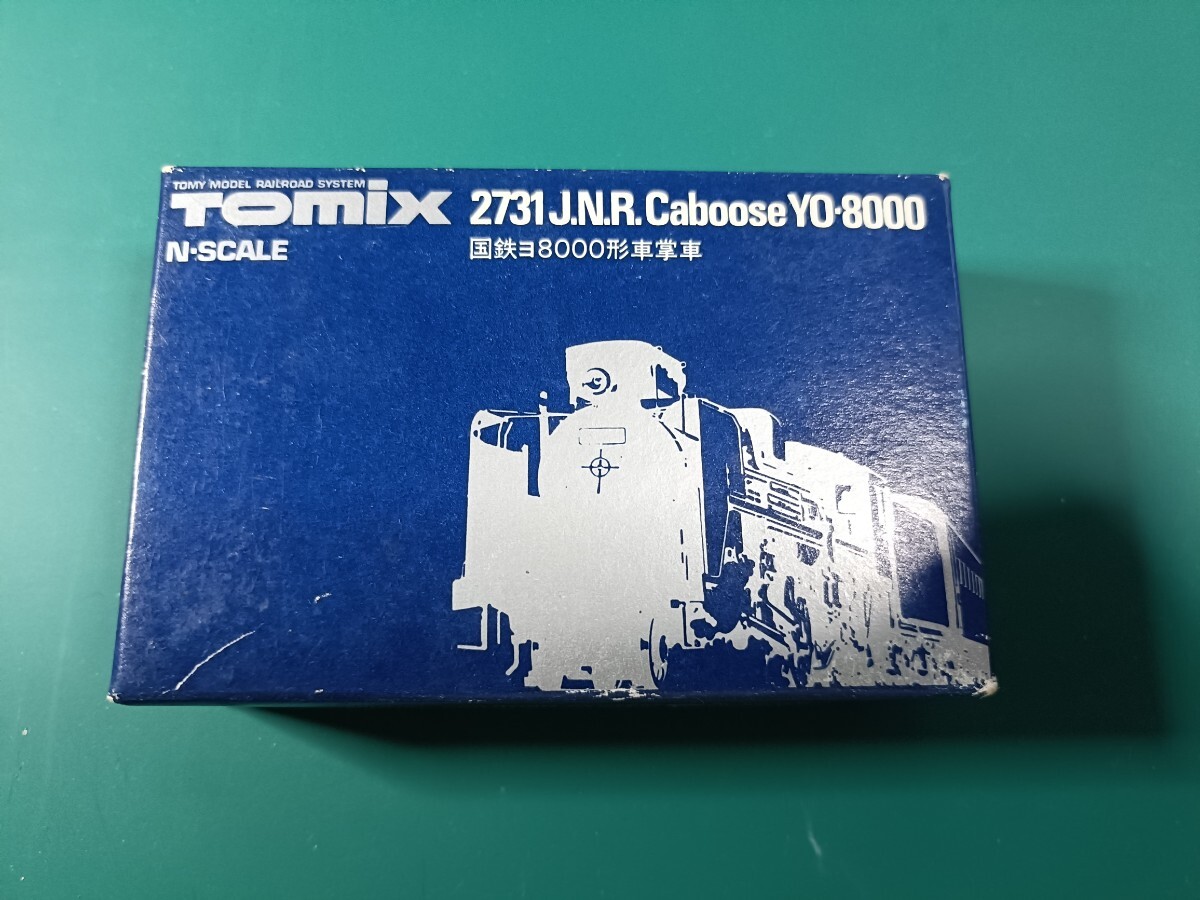 TOMY MODEL RAILROAD SYSTEM
TOMIX
N·SCALE
2731 J.N.R. Caboose YO·8000
国鉄ヨ8000形車掌車